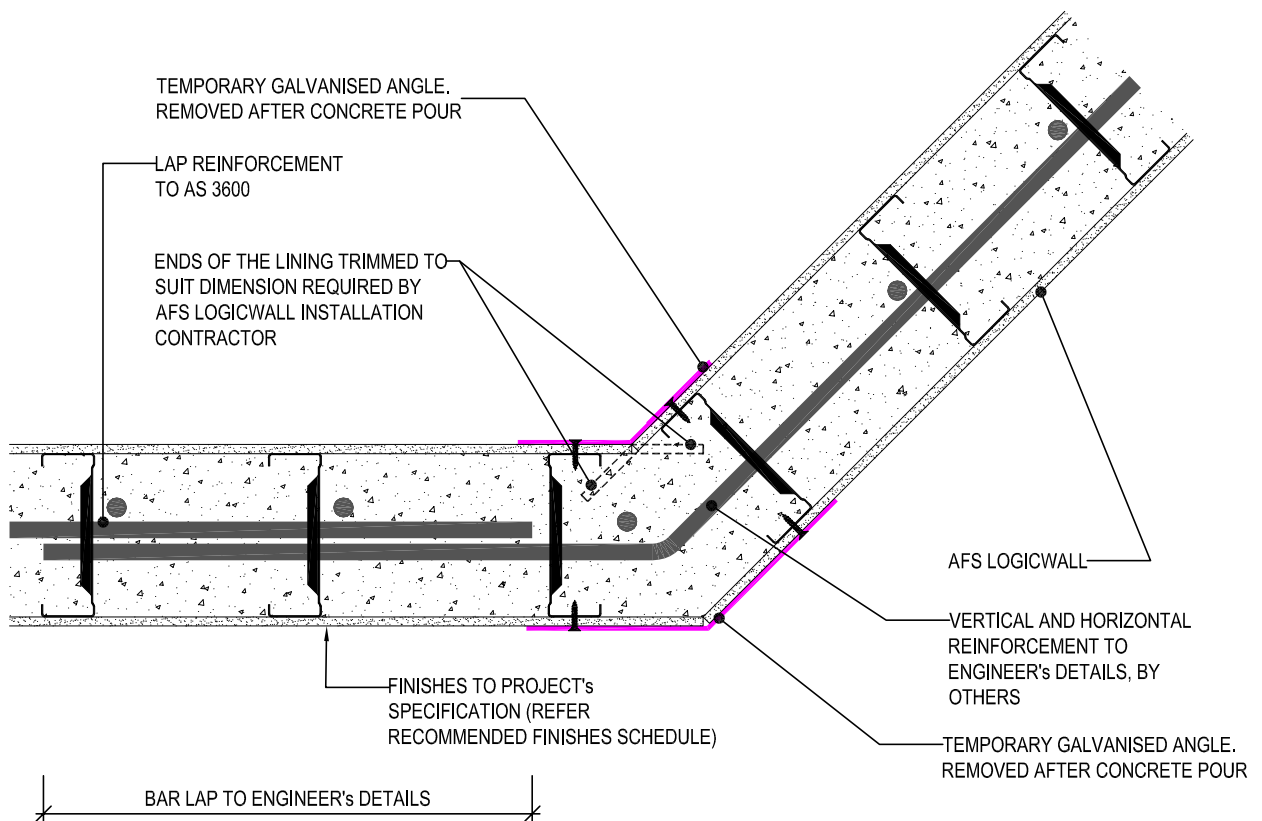 TEMPORARY GALVANISED ANGLE.
REMOVED AFTER CONCRETE POUR
LAP REINFORCEMENT
TO AS 3600
ENDS OF THE LINING TRIMMED TO
SUIT DIMENSION REQUIRED BY
AFS LOGICWALL INSTALLATION
CONTRACTOR
AFS LOGICWALL
VERTICAL AND HORIZONTAL
REINFORCEMENT TO
ENGINEER's DETAILS, BY
OTHERS
FINISHES TO PROJECT's
SPECIFICATION (REFER
RECOMMENDED FINISHES SCHEDULE)
TEMPORARY GALVANISED ANGLE.
REMOVED AFTER CONCRETE POUR
BAR LAP TO ENGINEER's DETAILS